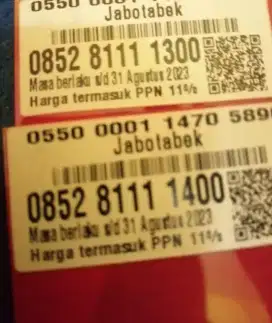 Jabotabek
0852 8111 1300
Masa berlaku s/d 31 Agustus 2023
Harga termasuk PPN 11%
0550 0001 1470 589
Jabotabek
0852 8111 1400
Masa berlaku s/d 31 Agustus 2023
Harga termasuk PPN 11%